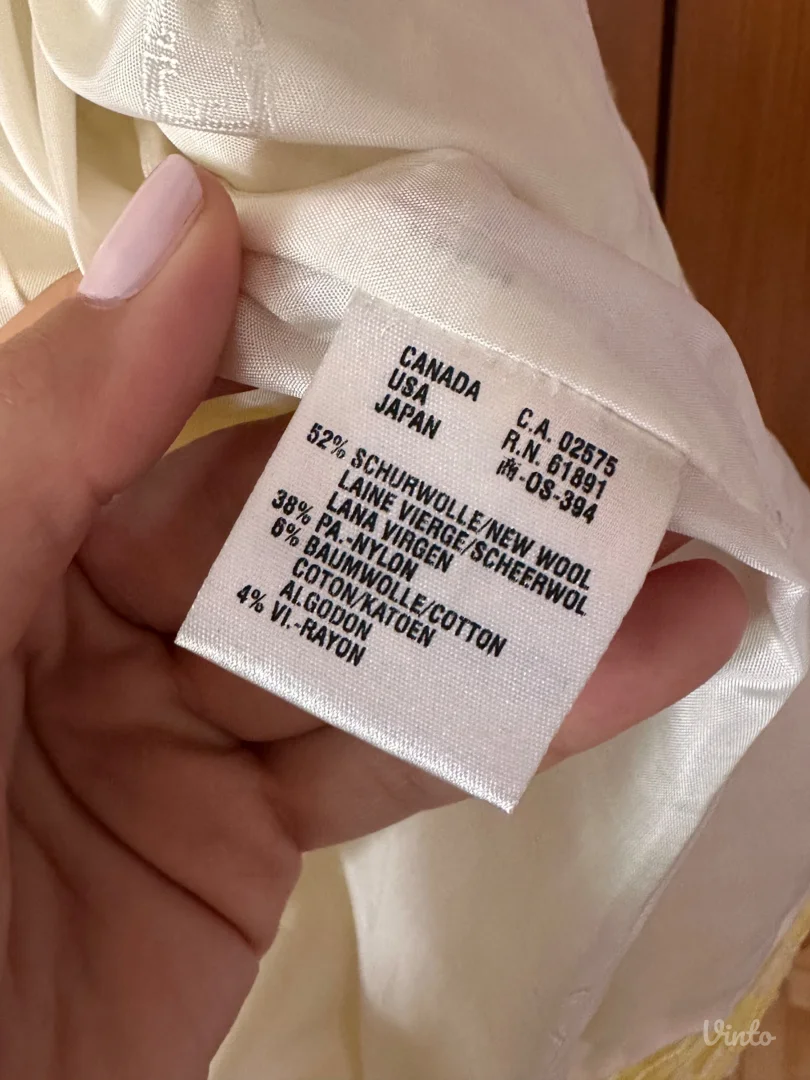 CANADA C.A. 02575
USA R.N. 61891
JAPAN -OS-394
52% SCHURWOLLE/NEW WOOL
LAINE VIERGE/SCHEERWOL
LANA VIRGEN
38% PA.-NYLON
6% BAUMWOLLE/COTTON
COTON/KATOEN
ALGODON
4% VI.-RAYON
Vinto